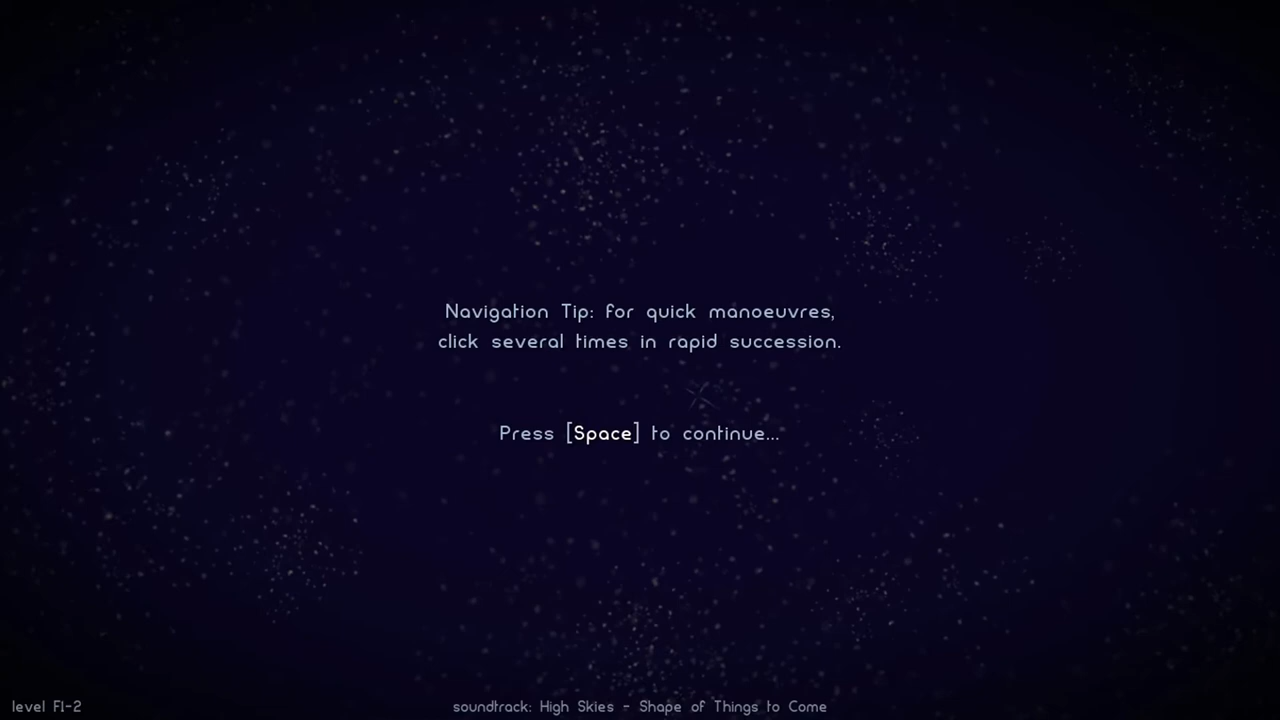 Navigation Tip: for quick manoeuvres,
click several times in rapid succession.
Press [Space] to continue...
level F1-2
soundtrack: High Skies - Shape of Things to Come